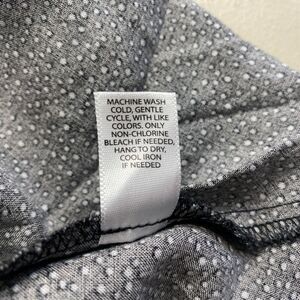 MACHINE WASH
COLD, GENTLE
CYCLE, WITH LIKE
COLORS. ONLY
NON-CHLORINE
BLEACH IF NEEDED,
HANG TO DRY,
COOL IRON
IF NEEDED